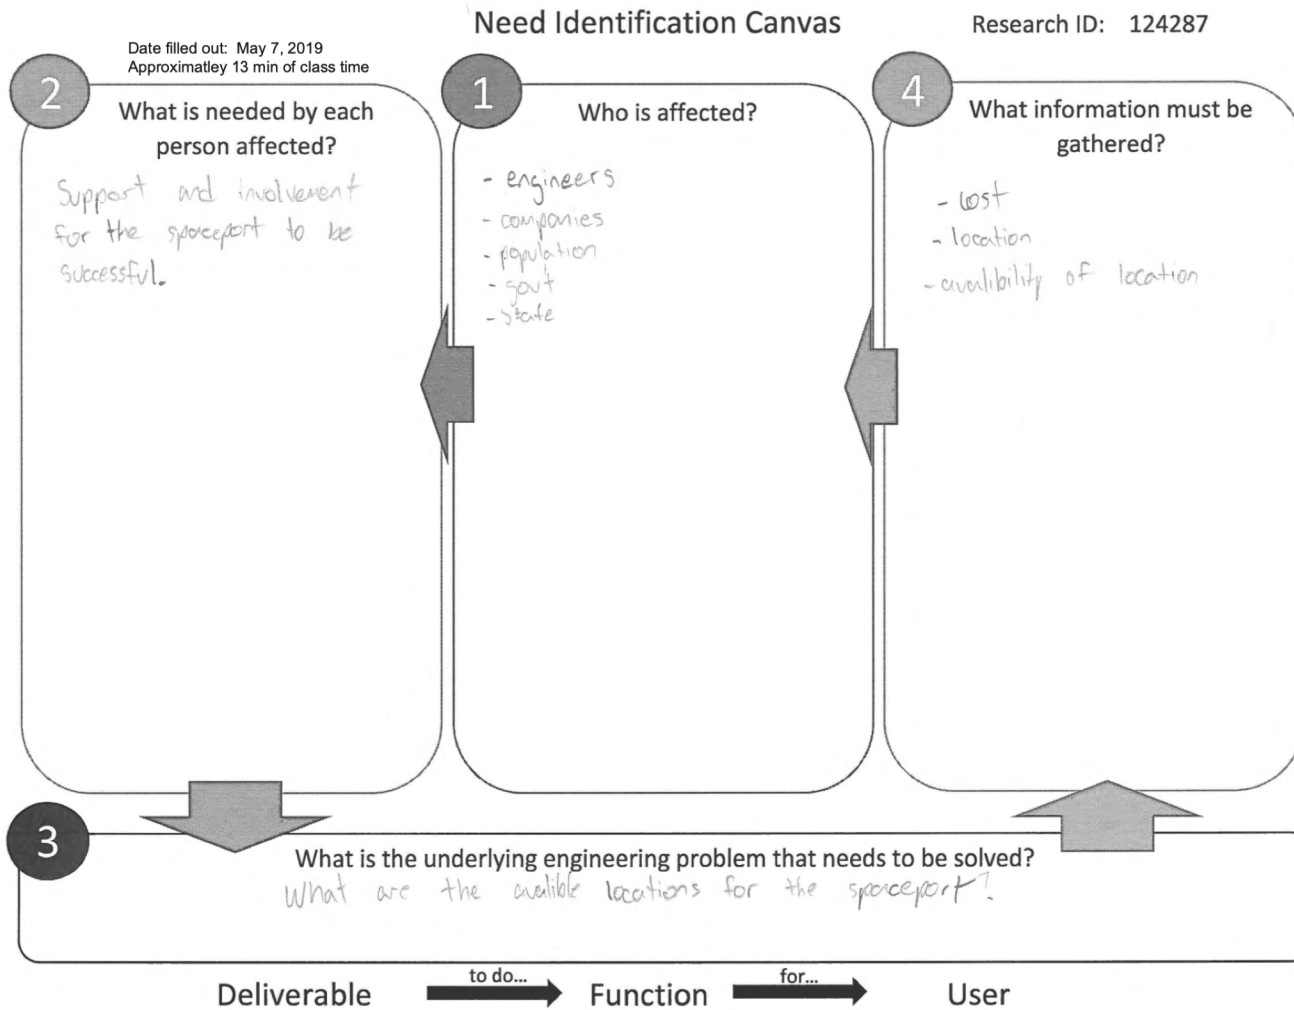 Need Identification Canvas
Research ID: 124287
Date filled out: May 7, 2019
Approximatley 13 min of class time
2
What is needed by each
person affected?
Support and involvement
for the spaceport to be
successful.
1
Who is affected?
- engineers
- companies
- population
- govt
- state
4
What information must be
gathered?
- cost
- location
- avalibility of location
3
What is the underlying engineering problem that needs to be solved?
What are the avalible locations for the spaceport?
Deliverable to do... Function for... User